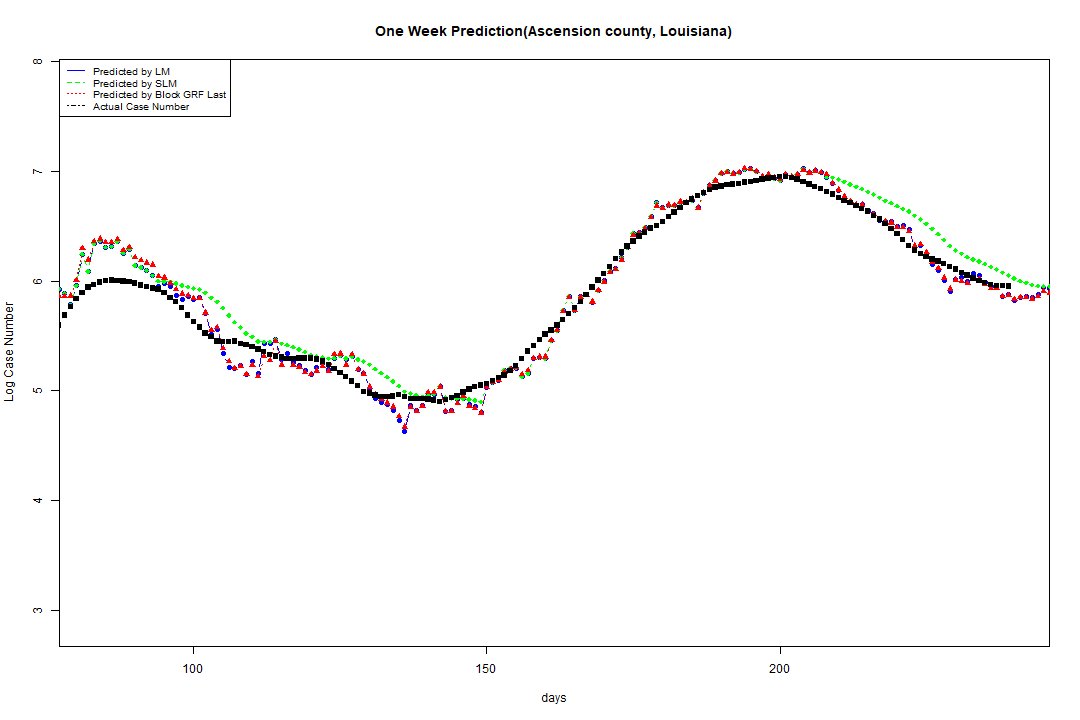 One Week Prediction(Ascension county, Louisiana)
Predicted by LM
Predicted by SLM
Predicted by Block GRF Last
Actual Case Number
8
7
6
5
4
3
Log Case Number
100 150 200
days